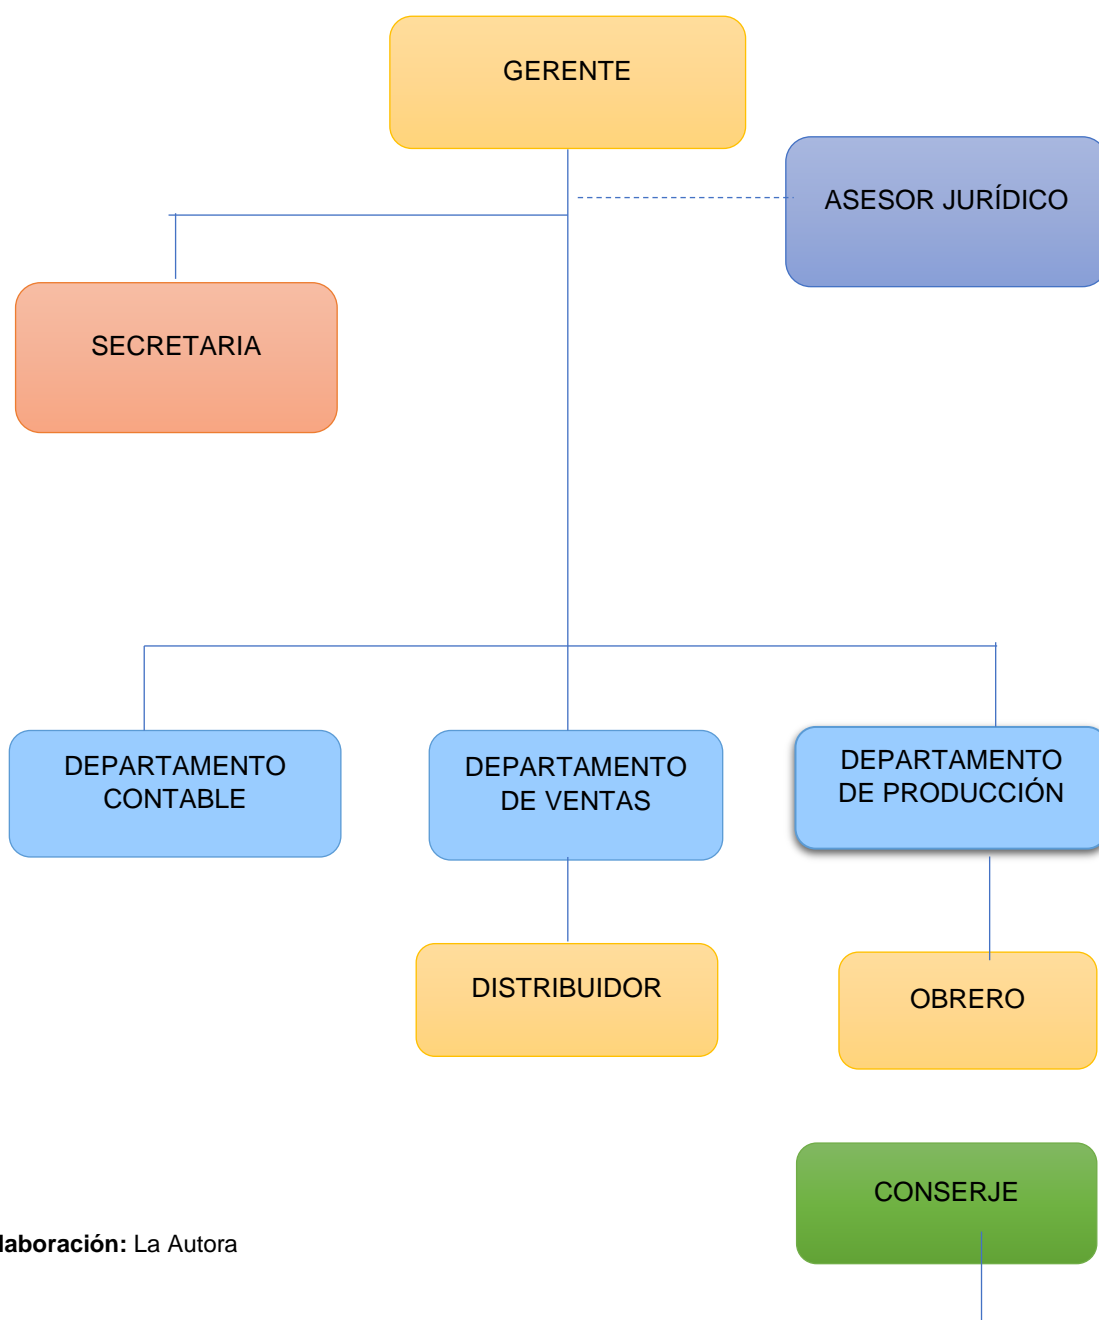 GERENTE
ASESOR JURÍDICO
SECRETARIA
DEPARTAMENTO
CONTABLE
DEPARTAMENTO
DE VENTAS
DEPARTAMENTO
DE PRODUCCIÓN
DISTRIBUIDOR
OBRERO
CONSERJE
laboración: La Autora